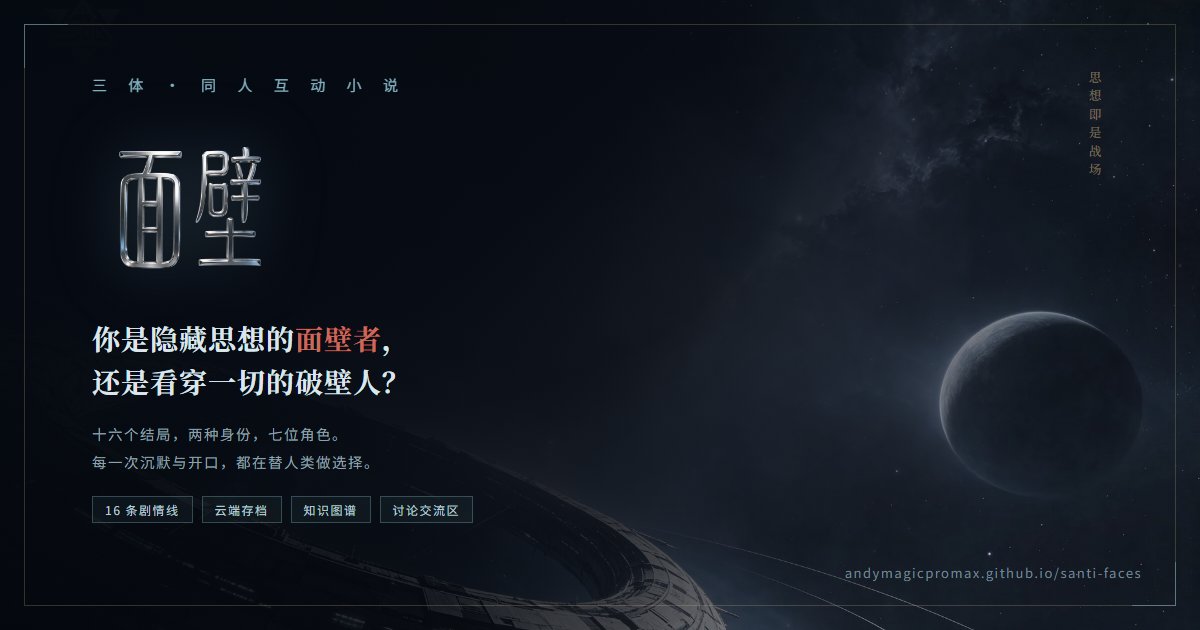 三体·同人互动小说
面壁
你是隐藏思想的面壁者，
还是看穿一切的破壁人？
十六个结局，两种身份，七位角色。
每一次沉默与开口，都在替人类做选择。
16 条剧情线
云端存档
知识图谱
讨论交流区
思想即是战场
andymagicpromax.github.io/santi-faces